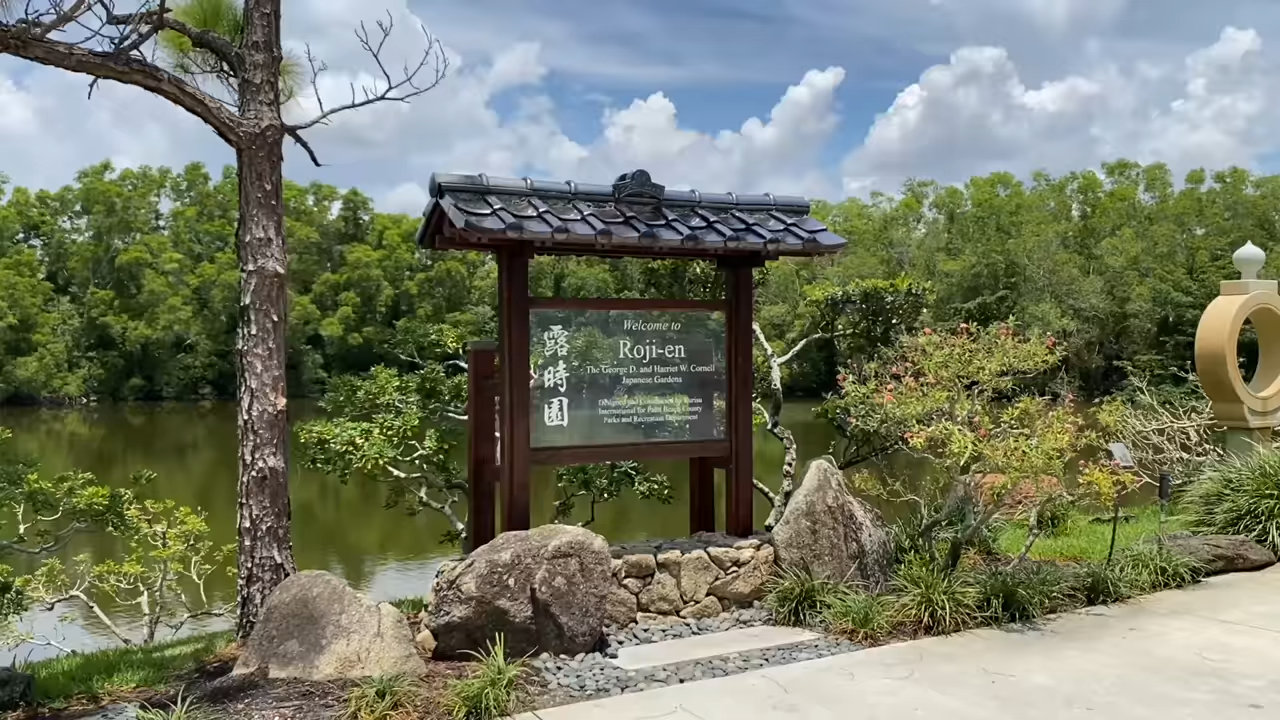 露時園
Welcome to
Roji-en
The George D. and Harriet W. Cornell
Japanese Gardens
Designed and Constructed by Kurisu
International for Palm Beach County
Parks and Recreation Department